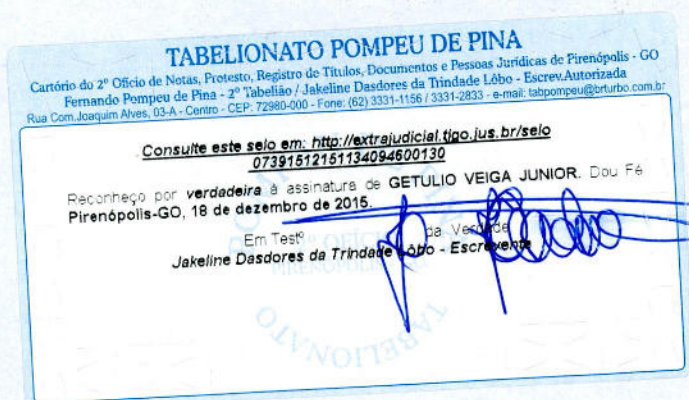 TABELIONATO POMPEU DE PINA
Cartório do 2º Ofício de Notas, Protesto, Registro de Títulos, Documentos e Pessoas Jurídicas de Pirenópolis - GO
Fernando Pompeu de Pina - 2º Tabelião / Jakeline Dasdores da Trindade Lôbo - Escrev.Autorizada
Rua Com.Joaquim Alves, 03-A - Centro - CEP: 72980-000 - Fone: (62) 3331-1156 / 3331-2833 - e-mail: tabpompeu@brturbo.com.br
Consulte este selo em: http://extrajudicial.tjgo.jus.br/selo
07391512151134094600130
Reconheço por verdadeira a assinatura de GETULIO VEIGA JUNIOR. Dou Fé
Pirenópolis-GO, 18 de dezembro de 2015.
Em Testº da Verdade
Jakeline Dasdores da Trindade Lôbo - Escrevente
2º OFÍCIO
PIRENÓPOLIS
TABELIONATO